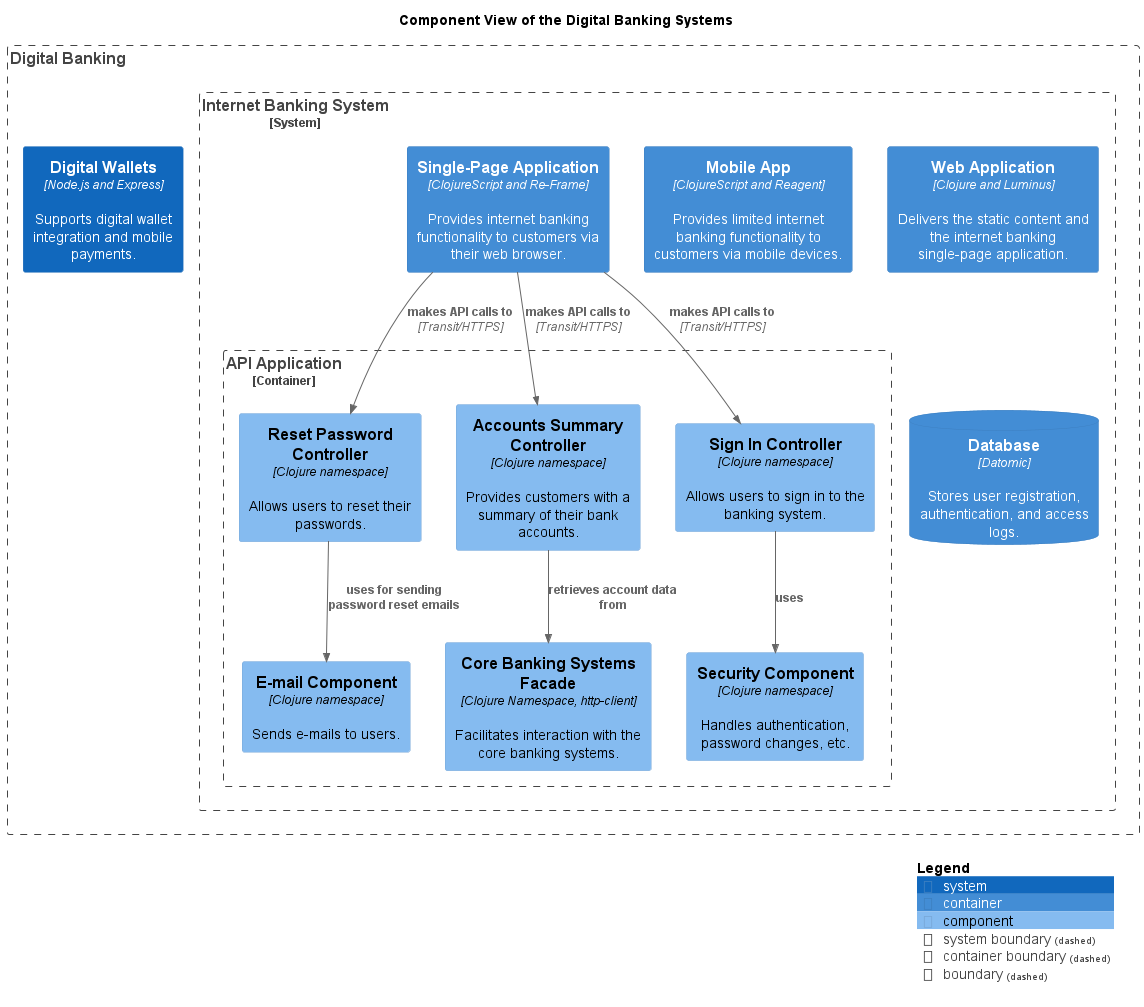 Component View of the Digital Banking Systems
Digital Banking
Internet Banking System
[System]
Digital Wallets
[Node.js and Express]
Supports digital wallet
integration and mobile
payments.
Single-Page Application
[ClojureScript and Re-Frame]
Provides internet banking
functionality to customers via
their web browser.
Mobile App
[ClojureScript and Reagent]
Provides limited internet
banking functionality to
customers via mobile devices.
Web Application
[Clojure and Luminus]
Delivers the static content and
the internet banking
single-page application.
makes API calls to
[Transit/HTTPS]
makes API calls to
[Transit/HTTPS]
makes API calls to
[Transit/HTTPS]
API Application
[Container]
Reset Password
Controller
[Clojure namespace]
Allows users to reset their
passwords.
Accounts Summary
Controller
[Clojure namespace]
Provides customers with a
summary of their bank
accounts.
Sign In Controller
[Clojure namespace]
Allows users to sign in to the
banking system.
Database
[Datomic]
Stores user registration,
authentication, and access
logs.
uses for sending
password reset emails
retrieves account data
from
uses
E-mail Component
[Clojure namespace]
Sends e-mails to users.
Core Banking Systems
Facade
[Clojure Namespace, http-client]
Facilitates interaction with the
core banking systems.
Security Component
[Clojure namespace]
Handles authentication,
password changes, etc.
Legend
system
container
component
system boundary (dashed)
container boundary (dashed)
boundary (dashed)